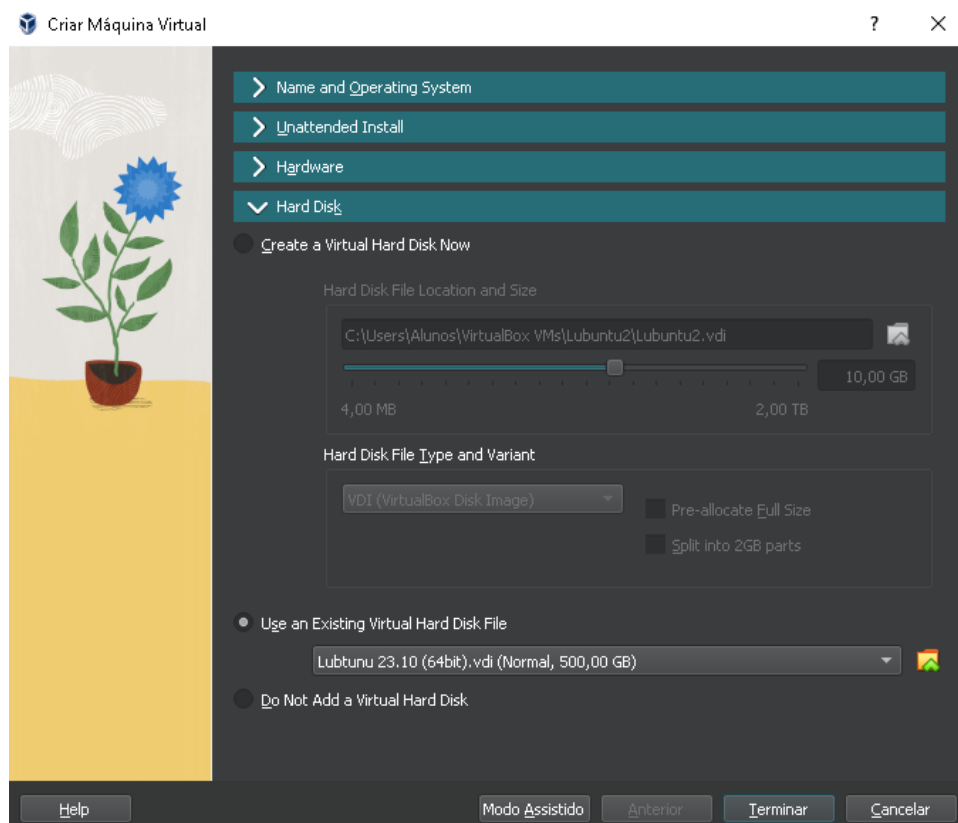 Criar Máquina Virtual ?
Name and Operating System
Unattended Install
Hardware
Hard Disk
Create a Virtual Hard Disk Now
Hard Disk File Location and Size
C:\Users\Alunos\VirtualBox VMs\Lubuntu2\Lubuntu2.vdi
10,00 GB
4,00 MB 2,00 TB
Hard Disk File Type and Variant
VDI (VirtualBox Disk Image)
Pre-allocate Full Size
Split into 2GB parts
Use an Existing Virtual Hard Disk File
Lubtunu 23.10 (64bit).vdi (Normal, 500,00 GB)
Do Not Add a Virtual Hard Disk
Help Modo Assistido Anterior Terminar Cancelar